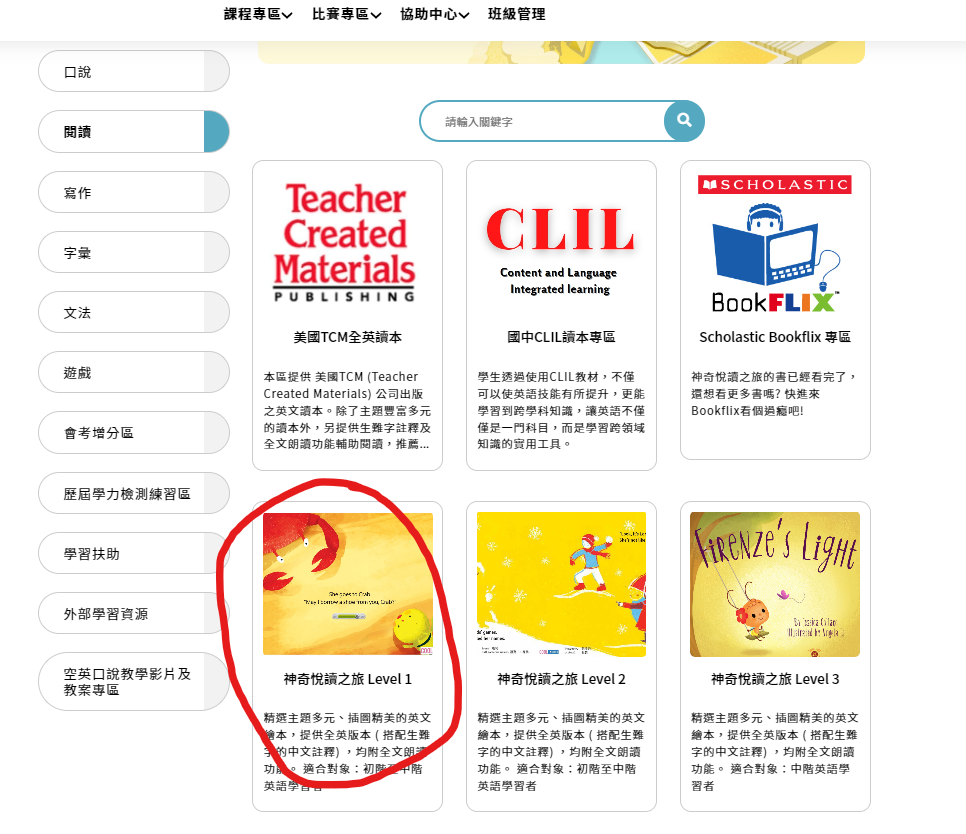 課程專區 比賽專區 協助中心 班級管理
口說
閱讀
寫作
字彙
文法
遊戲
會考增分區
歷屆學力檢測練習區
學習扶助
外部學習資源
空英口說教學影片及
教案專區
請輸入關鍵字
Teacher
Created
Materials
PUBLISHING
美國TCM全英讀本
本區提供 美國TCM (Teacher
Created Materials) 公司出版
之英文讀本。除了主題豐富多元
的讀本外，另提供生難字註釋及
全文朗讀功能輔助閱讀，推薦...
CLIL
Content and Language
Integrated learning
國中CLIL讀本專區
學生透過使用CLIL教材，不僅
可以使英語技能有所提升，更能
學習到跨學科知識，讓英語不僅
僅是一門科目，而是學習跨領域
知識的實用工具。
SCHOLASTIC
BookFLIX™
Scholastic Bookflix 專區
神奇悅讀之旅的書已經看完了，
還想看更多書嗎? 快進來
Bookflix看個過癮吧!
She goes to Crab.
"May I borrow a shoe from you, Crab?"
神奇悅讀之旅 Level 1
精選主題多元、插圖精美的英文
繪本，提供全英版本 ( 搭配生難
字的中文註釋) ，均附全文朗讀
功能。 適合對象：初階至中階
英語學習者
神奇悅讀之旅 Level 2
精選主題多元、插圖精美的英文
繪本，提供全英版本 ( 搭配生難
字的中文註釋) ，均附全文朗讀
功能。 適合對象：初階至中階
英語學習者
FIRENZE'S LIGHT
神奇悅讀之旅 Level 3
精選主題多元、插圖精美的英文
繪本，提供全英版本 ( 搭配生難
字的中文註釋) ，均附全文朗讀
功能。 適合對象：中階英語學
習者